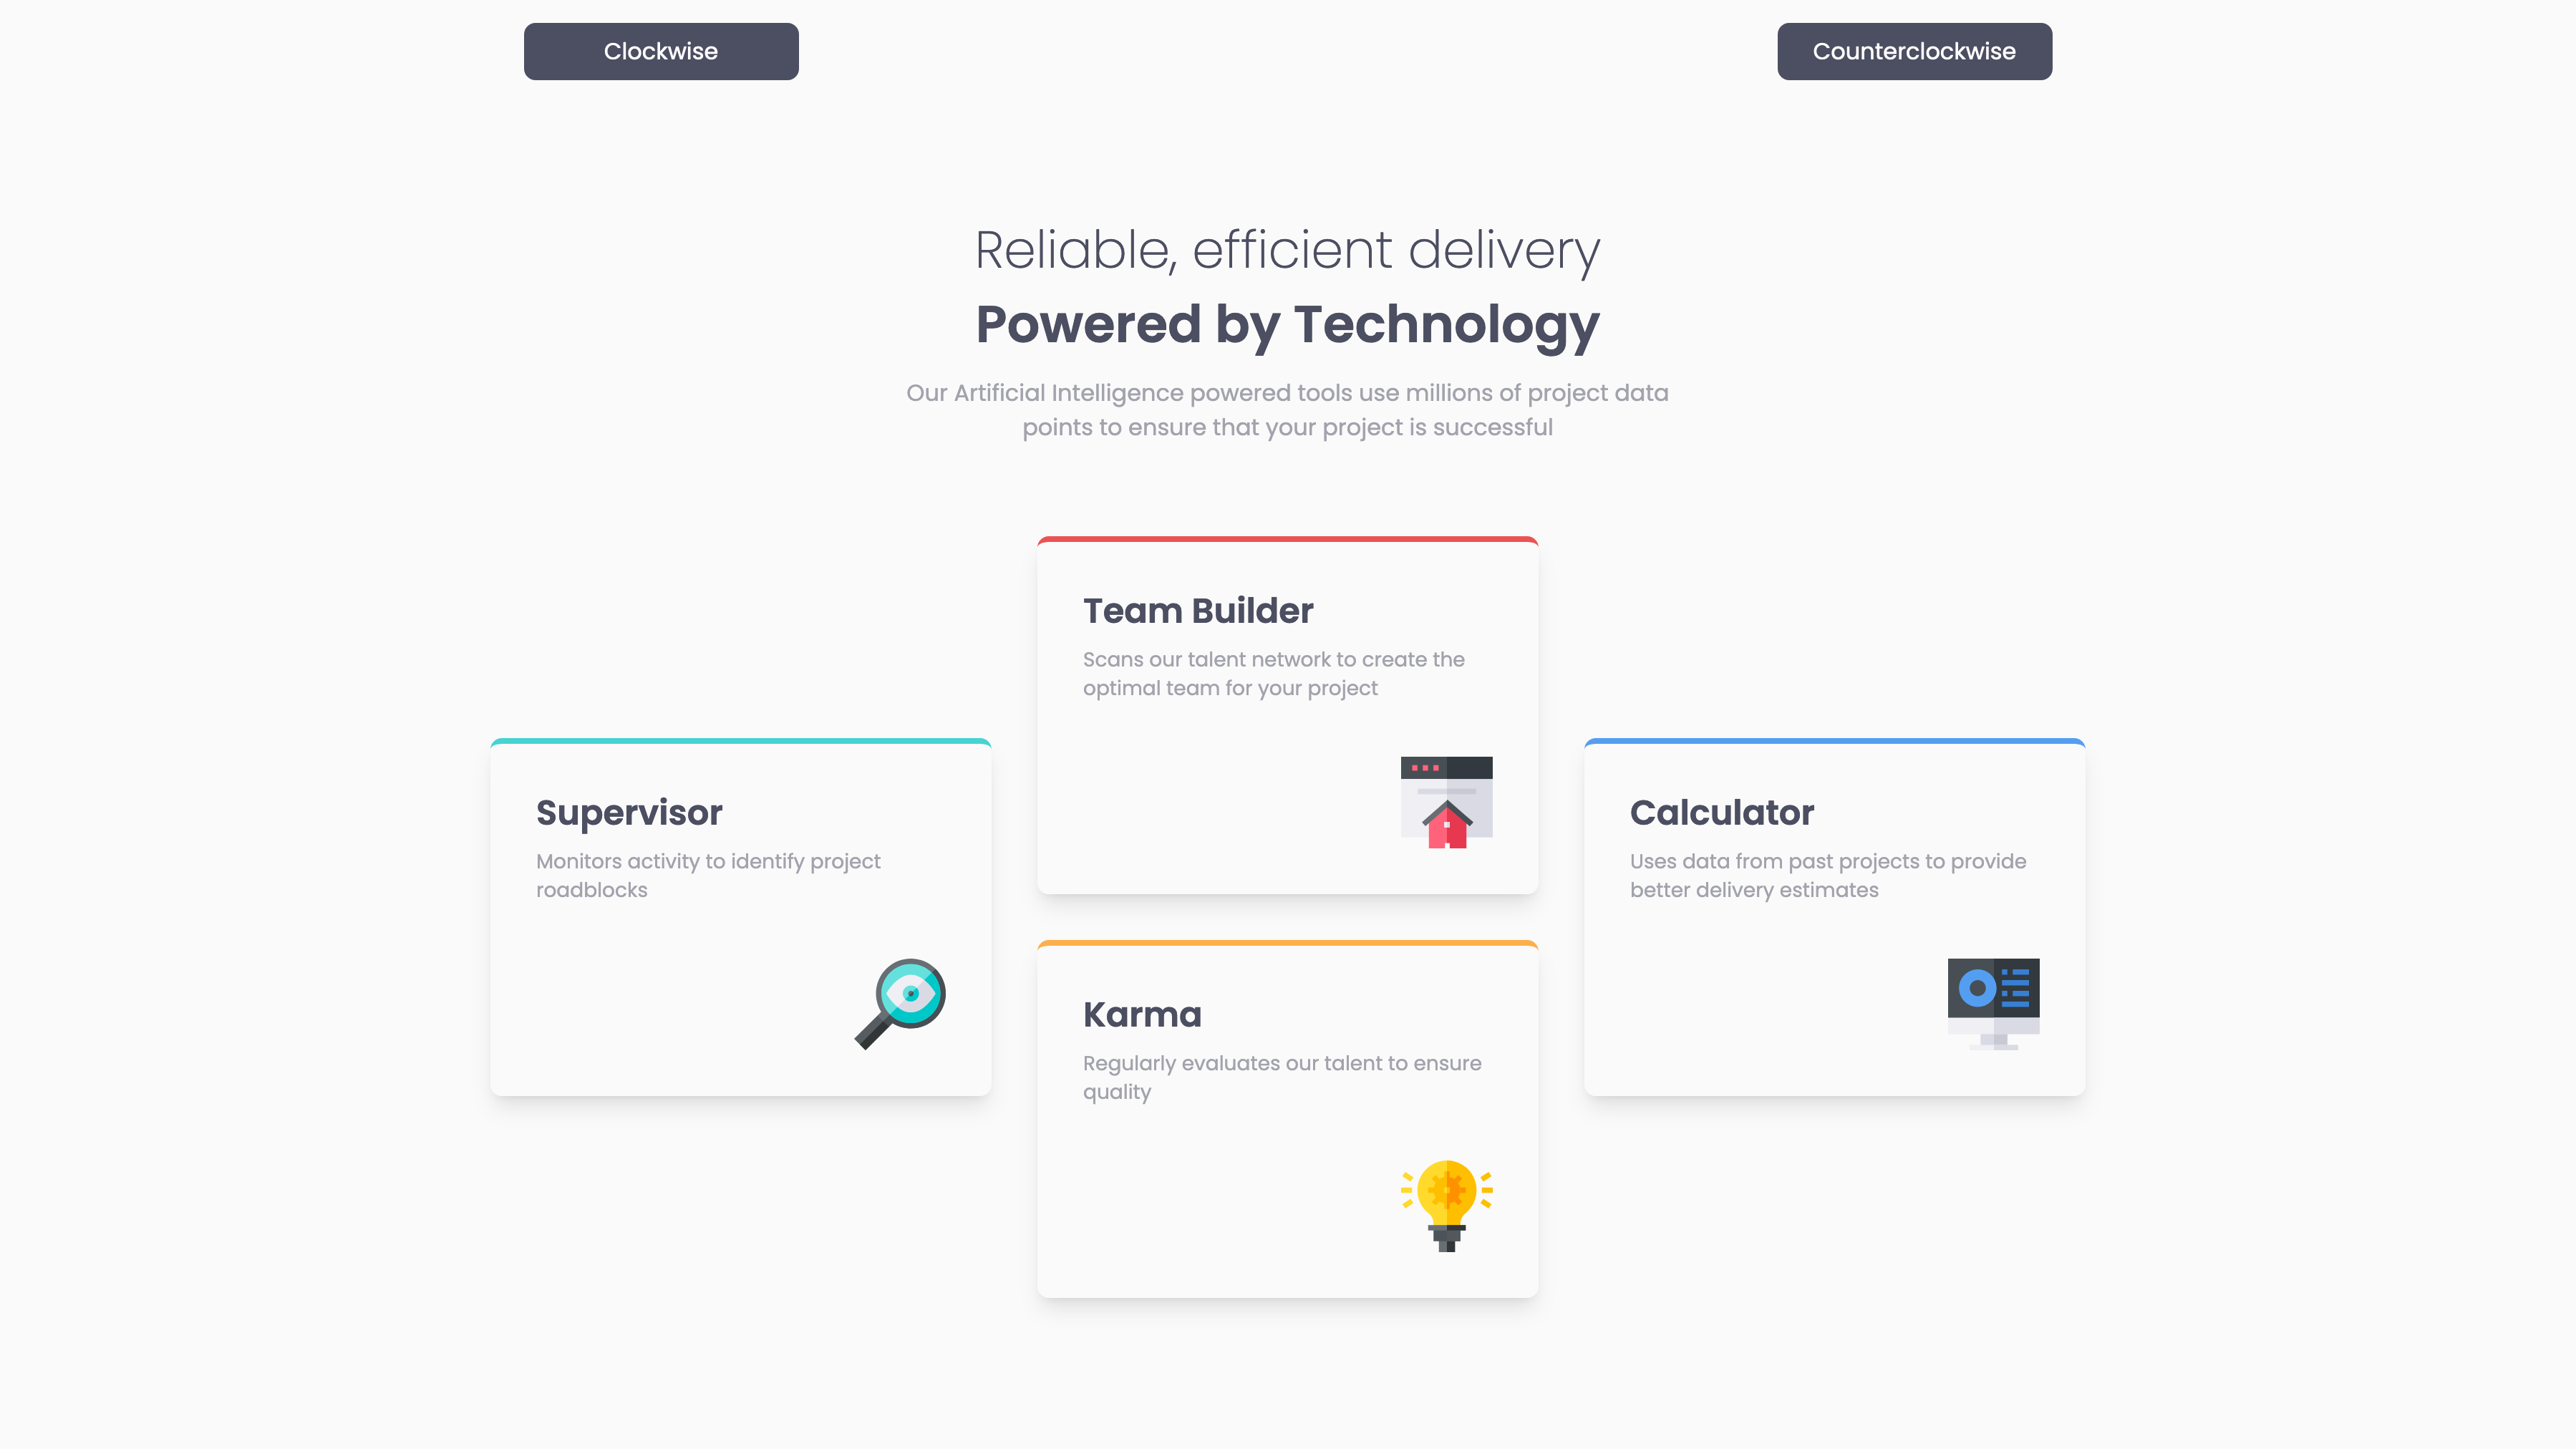 Clockwise
Counterclockwise
Reliable, efficient delivery
Powered by Technology
Our Artificial Intelligence powered tools use millions of project data
points to ensure that your project is successful
Team Builder
Scans our talent network to create the
optimal team for your project
Supervisor
Monitors activity to identify project
roadblocks
Calculator
Uses data from past projects to provide
better delivery estimates
Karma
Regularly evaluates our talent to ensure
quality